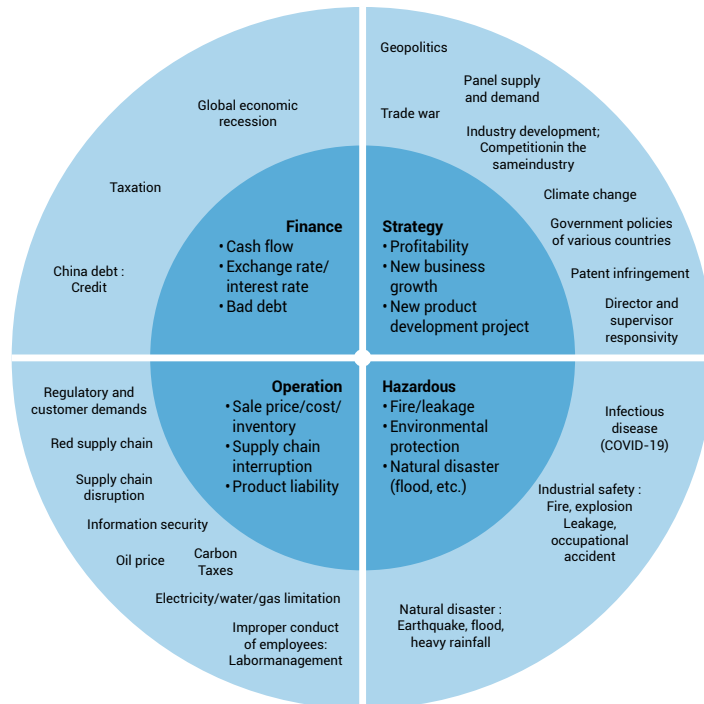 Global economic
recession
Taxation
China debt :
Credit
Finance
• Cash flow
• Exchange rate/
interest rate
• Bad debt
Geopolitics
Panel supply
and demand
Trade war
Industry development;
Competitionin the
sameindustry
Climate change
Government policies
of various countries
Patent infringement
Director and
supervisor
responsivity
Strategy
• Profitability
• New business
growth
• New product
development project
Regulatory and
customer demands
Red supply chain
Supply chain
disruption
Information security
Oil price
Carbon
Taxes
Electricity/water/gas limitation
Improper conduct
of employees:
Labormanagement
Operation
• Sale price/cost/
inventory
• Supply chain
interruption
• Product liability
Hazardous
• Fire/leakage
• Environmental
protection
• Natural disaster
(flood, etc.)
Infectious
disease
(COVID-19)
Industrial safety :
Fire, explosion
Leakage,
occupational
accident
Natural disaster :
Earthquake, flood,
heavy rainfall